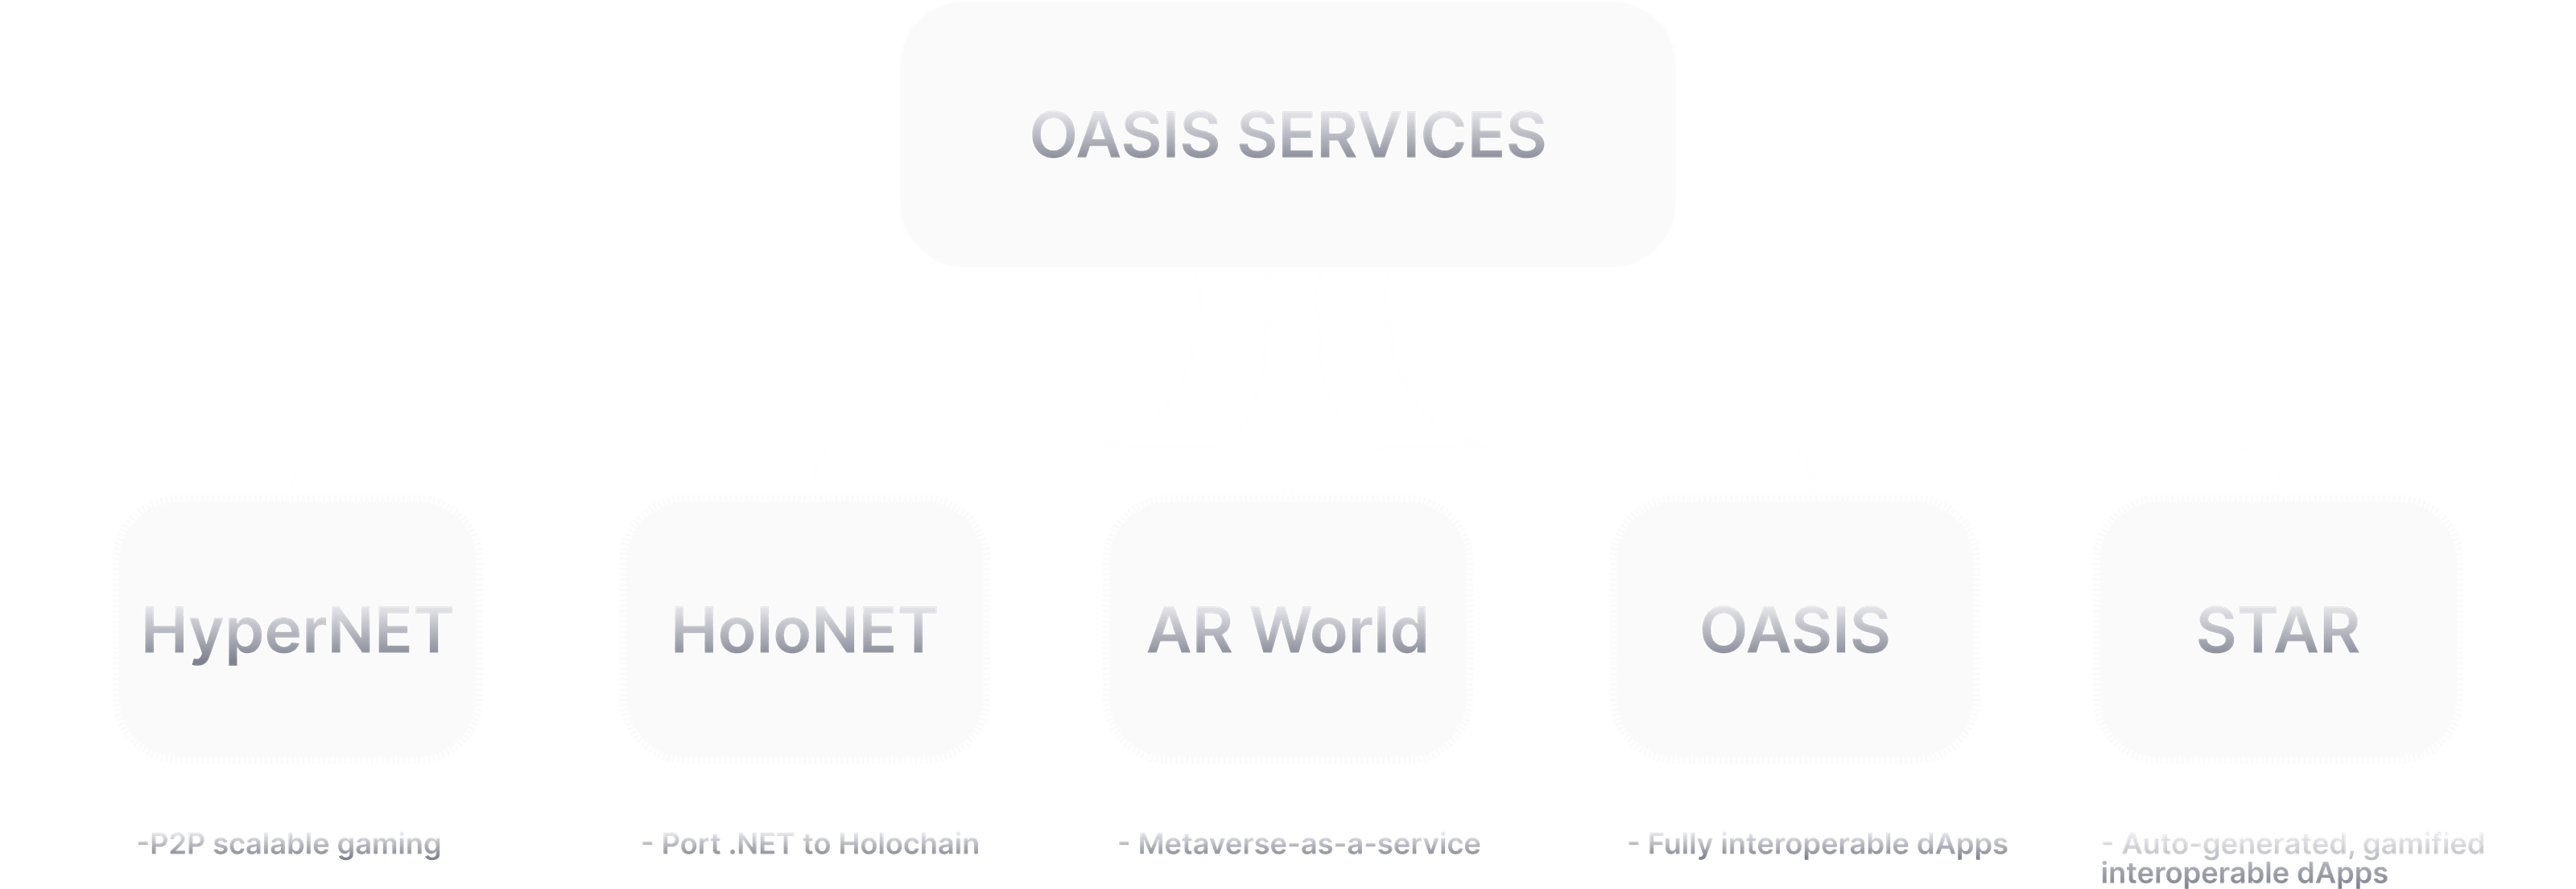 OASIS SERVICES
HyperNET
HoloNET
AR World
OASIS
STAR
-P2P scalable gaming
- Port .NET to Holochain
- Metaverse-as-a-service
- Fully interoperable dApps
- Auto-generated, gamified
interoperable dApps